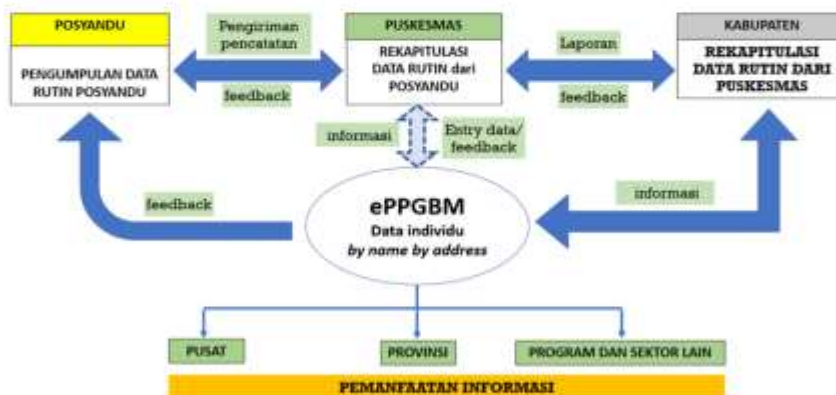 POSYANDU
PENGUMPULAN DATA
RUTIN POSYANDU
Pengiriman
pencatatan
feedback
PUSKESMAS
REKAPITULASI
DATA RUTIN dari
POSYANDU
Laporan
feedback
KABUPATEN
REKAPITULASI
DATA RUTIN DARI
PUSKESMAS
informasi
Entry data/
feedback
feedback
ePPGBM
Data individu
by name by address
informasi
PUSAT
PROVINSI
PROGRAM DAN SEKTOR LAIN
PEMANFAATAN INFORMASI